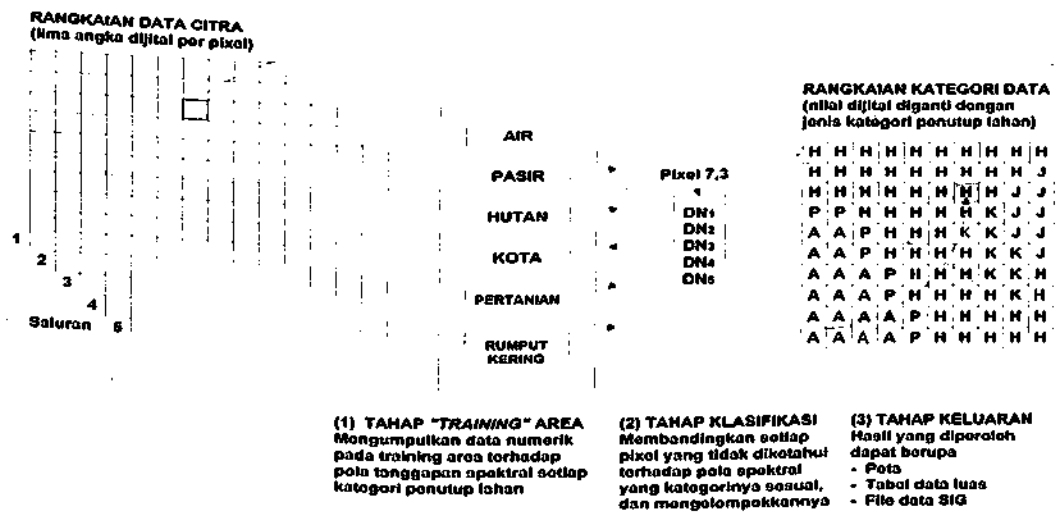 RANGKAIAN DATA CITRA
(lima angka dijital per pixel)
1
2
3
4
Saluran 5
AIR
PASIR
HUTAN
KOTA
PERTANIAN
RUMPUT
KERING
Pixel 7,3
DN1
DN2
DN3
DN4
DN5
RANGKAIAN KATEGORI DATA
(nilai dijital diganti dengan
jenis kategori penutup lahan)
H H H H H H H H H
H H H H H H H H J
H H H H H H H J J
P P H H H H H K J J
A A P H H H K K J
A A P H H H H K K J
A A A P H H H K K H
A A A P H H H H K H
A A A A P H H H H H
A A A A P H H H H H
(1) TAHAP "TRAINING" AREA
Mengumpulkan data numerik
pada training area terhadap
pola tanggapan spektral setiap
kategori penutup lahan
(2) TAHAP KLASIFIKASI
Membandingkan setiap
pixel yang tidak diketahui
terhadap pola spektral
yang kategorinya sesuai,
dan mengelompokkannya
(3) TAHAP KELUARAN
Hasil yang diperoleh
dapat berupa
- Peta
- Tabel data luas
- File data SIG